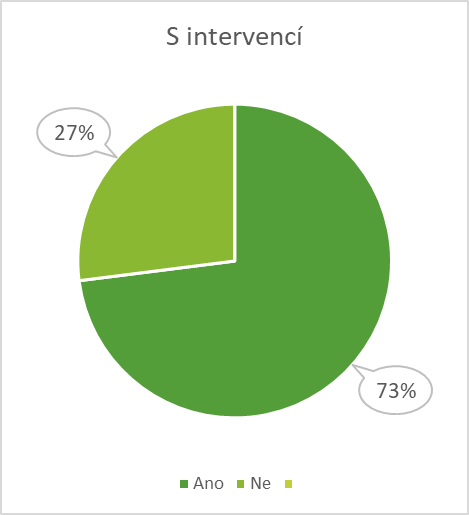 S intervencí
27%
73%
Ano Ne